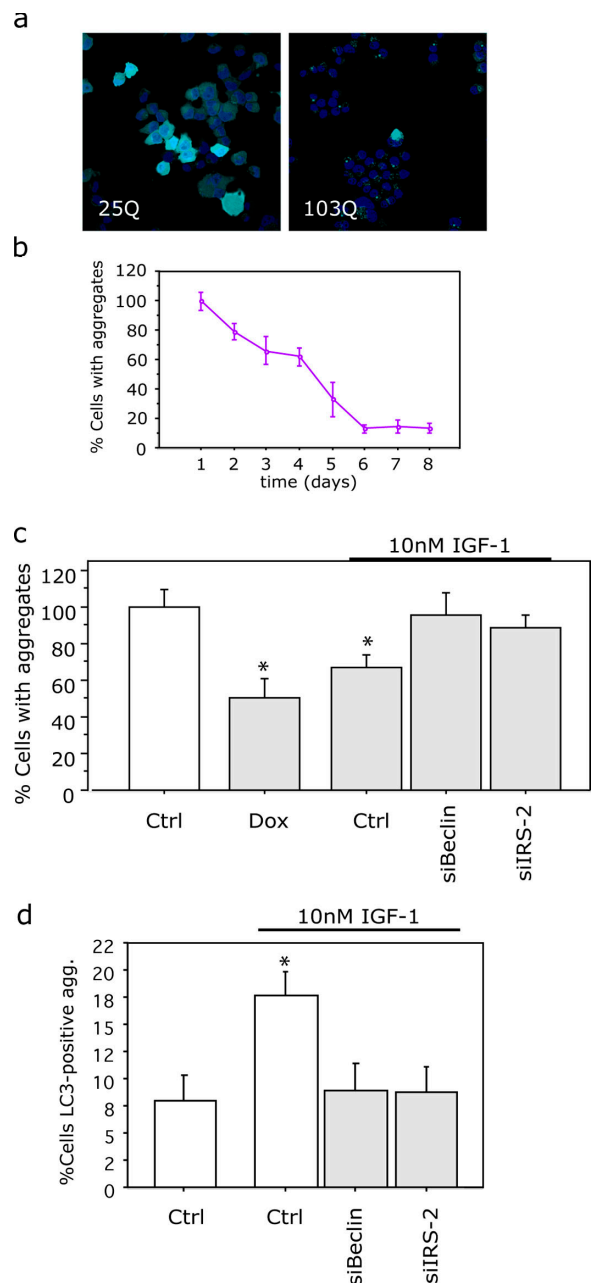 a
25Q
103Q
b
120
100
80
60
40
20
0
% Cells with aggregates
1 2 3 4 5 6 7 8
time (days)
c
10nM IGF-1
120
100
80
60
40
20
0
% Cells with aggregates
* *
Ctrl Dox Ctrl siBeclin siIRS-2
d
10nM IGF-1
22
20
18
15
12
10
8
5
2
0
%Cells LC3-positive agg.
*
Ctrl Ctrl siBeclin siIRS-2